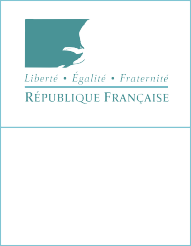 Liberté • Égalité • Fraternité
RÉPUBLIQUE FRANÇAISE